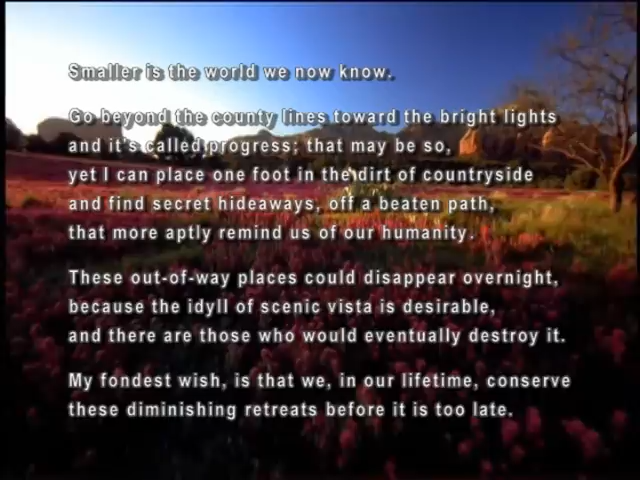 Smaller is the world we now know.
Go beyond the county lines toward the bright lights
and it's called progress; that may be so,
yet I can place one foot in the dirt of countryside
and find secret hideaways, off a beaten path,
that more aptly remind us of our humanity.
These out-of-way places could disappear overnight,
because the idyll of scenic vista is desirable,
and there are those who would eventually destroy it.
My fondest wish, is that we, in our lifetime, conserve
these diminishing retreats before it is too late.